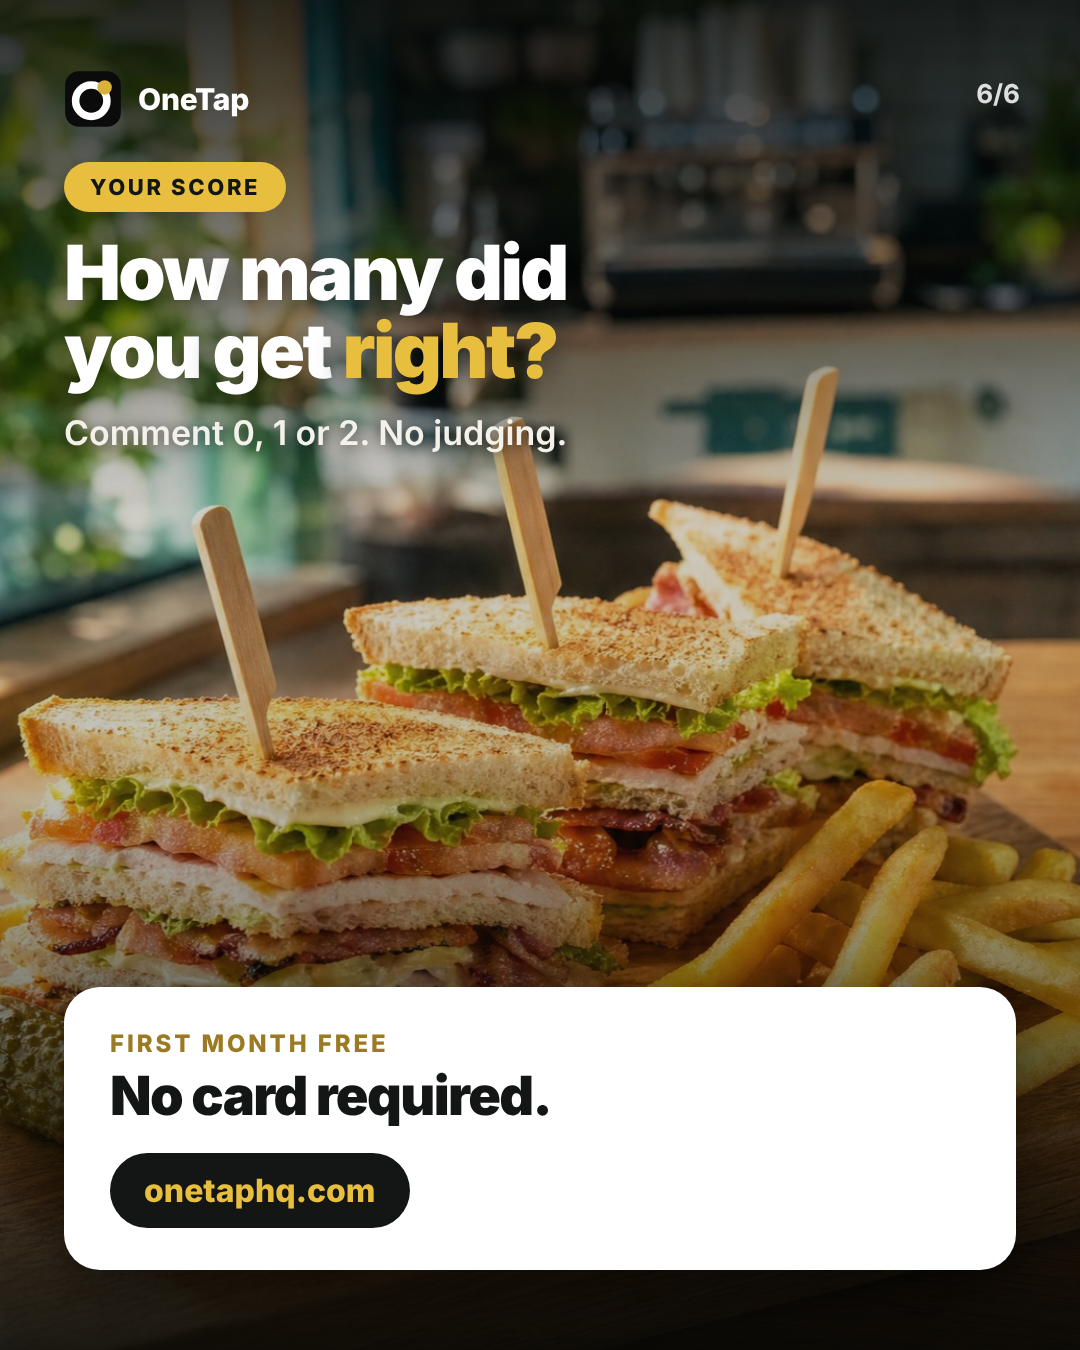 OneTap
6/6
YOUR SCORE
How many did
you get right?
Comment 0, 1 or 2. No judging.
FIRST MONTH FREE
No card required.
onetaphq.com